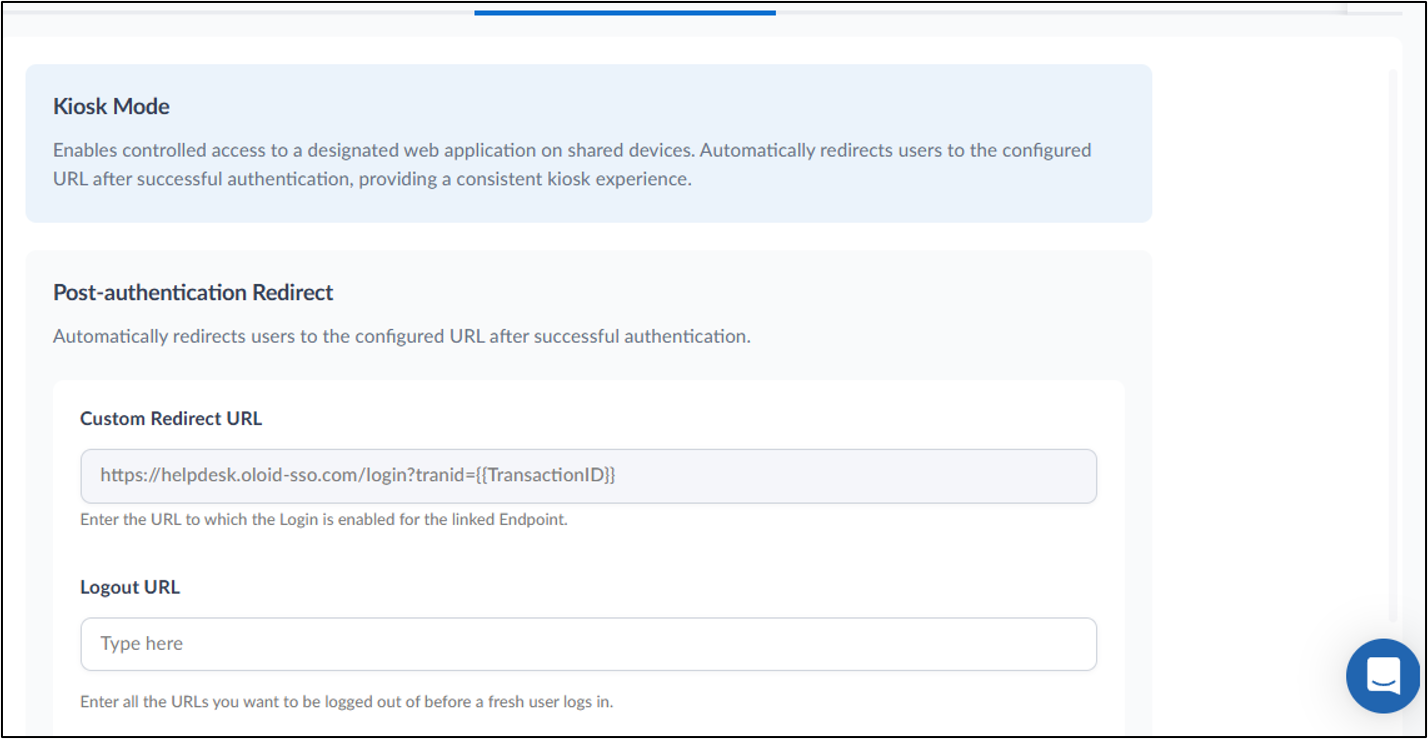 Kiosk Mode
Enables controlled access to a designated web application on shared devices. Automatically redirects users to the configured
URL after successful authentication, providing a consistent kiosk experience.
Post-authentication Redirect
Automatically redirects users to the configured URL after successful authentication.
Custom Redirect URL
https://helpdesk.oloid-sso.com/login?tranid={{TransactionID}}
Enter the URL to which the Login is enabled for the linked Endpoint.
Logout URL
Type here
Enter all the URLs you want to be logged out of before a fresh user logs in.